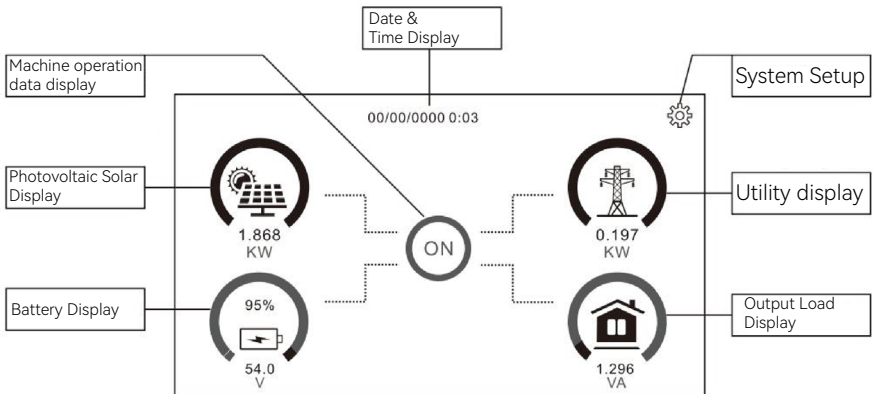 Date &
Time Display
Machine operation
data display
System Setup
00/00/0000 0:03
Photovoltaic Solar
Display
Utility display
1.868
KW
ON
0.197
KW
Battery Display
95%
Output Load
Display
54.0
V
1.296
VA